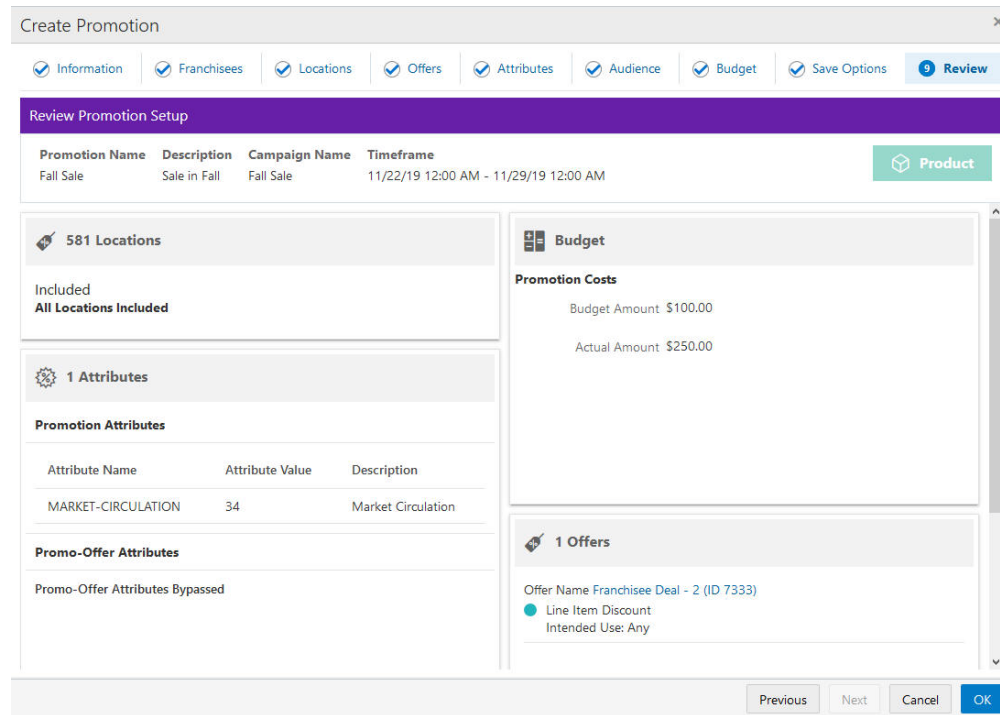 Create Promotion
Information Franchisees Locations Offers Attributes Audience Budget Save Options 9 Review
Review Promotion Setup
Promotion Name Description Campaign Name Timeframe
Fall Sale Sale in Fall Fall Sale 11/22/19 12:00 AM - 11/29/19 12:00 AM
Product
581 Locations
Included
All Locations Included
1 Attributes
Promotion Attributes
Attribute Name Attribute Value Description
MARKET-CIRCULATION 34 Market Circulation
Promo-Offer Attributes
Promo-Offer Attributes Bypassed
Budget
Promotion Costs
Budget Amount $100.00
Actual Amount $250.00
1 Offers
Offer Name Franchisee Deal - 2 (ID 7333)
Line Item Discount
Intended Use: Any
Previous Next Cancel OK